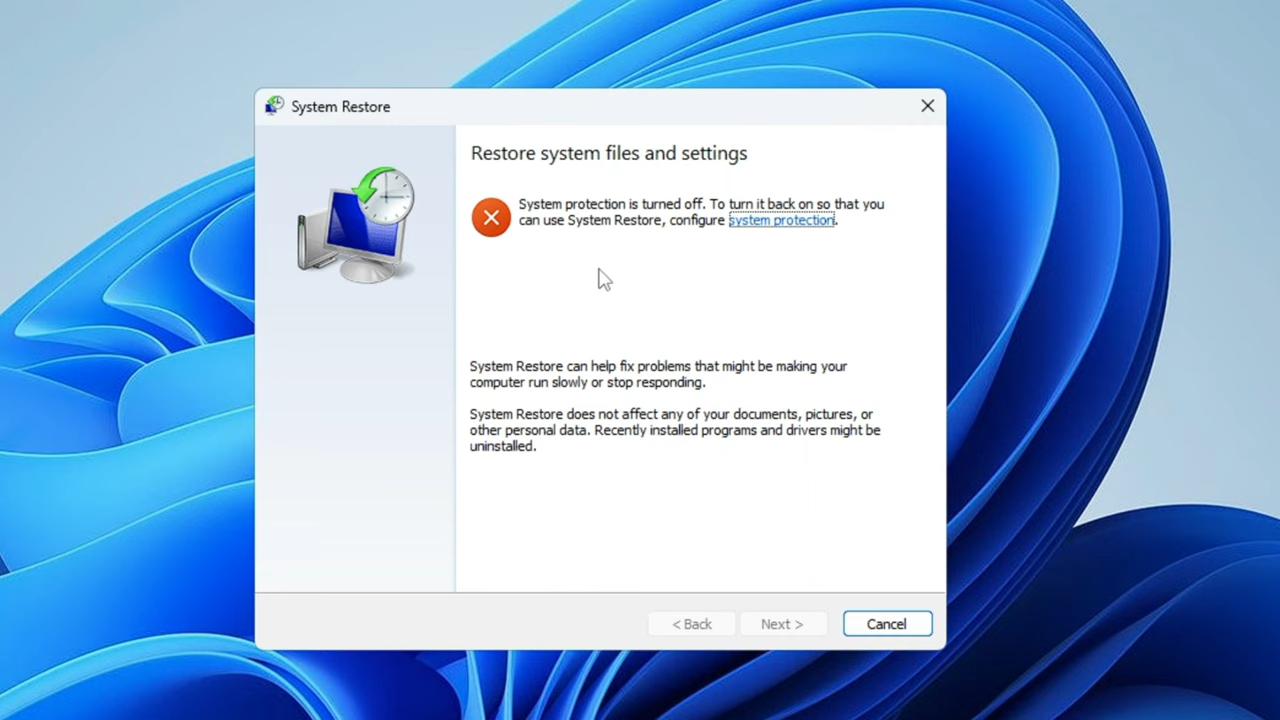 System Restore
Restore system files and settings
System protection is turned off. To turn it back on so that you
can use System Restore, configure system protection.
System Restore can help fix problems that might be making your
computer run slowly or stop responding.
System Restore does not affect any of your documents, pictures, or
other personal data. Recently installed programs and drivers might be
uninstalled.
< Back Next > Cancel